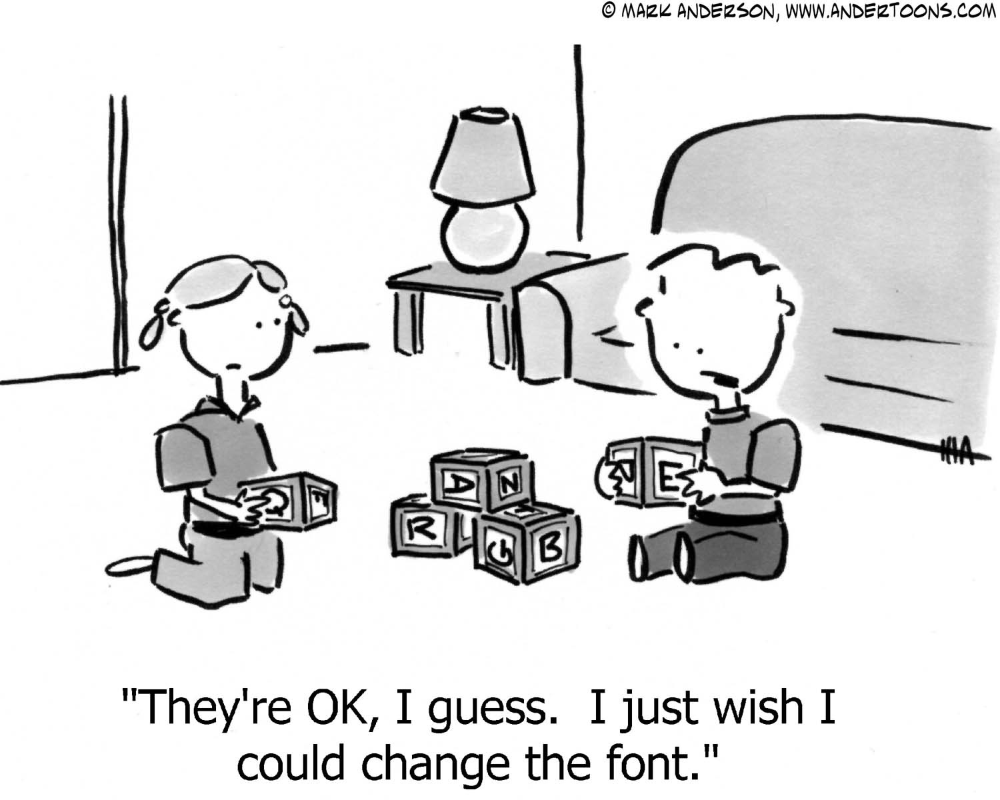 © MARK ANDERSON, WWW.ANDERTOONS.COM
D N
R G B
Q F
N E
"They're OK, I guess.  I just wish I
could change the font."